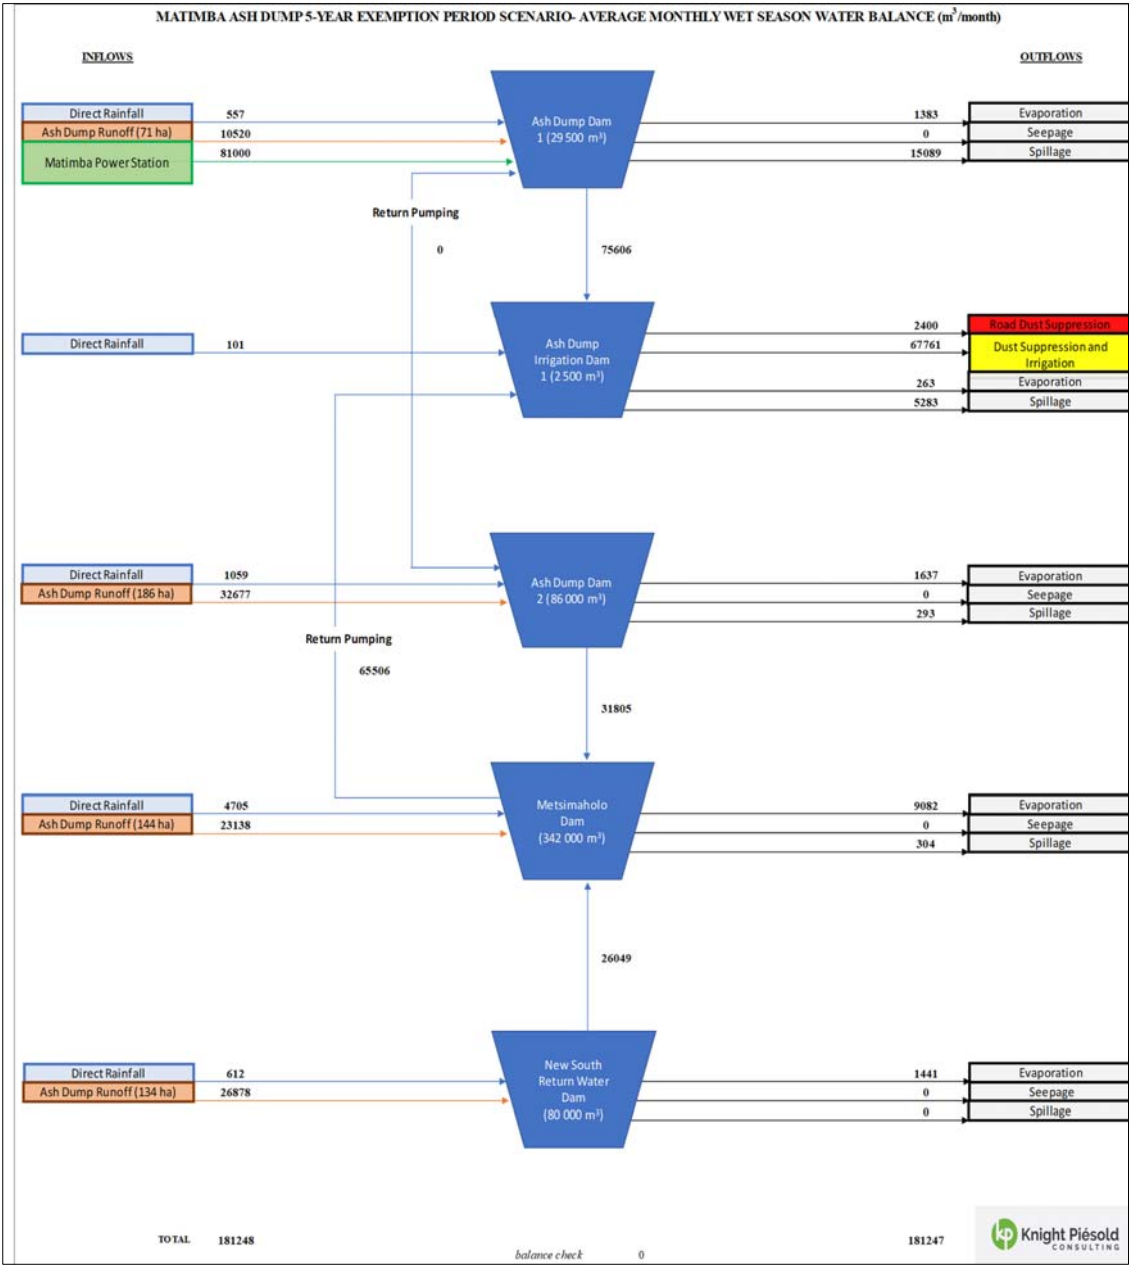 MATIMBA ASH DUMP 5-YEAR EXEMPTION PERIOD SCENARIO- AVERAGE MONTHLY WET SEASON WATER BALANCE (m³/month)
INFLOWS
OUTFLOWS
Direct Rainfall 557
Ash Dump Runoff (71 ha) 10520
Matimba Power Station 81000
Ash Dump Dam
1 (29 500 m³)
1383 Evaporation
0 Seepage
15089 Spillage
Return Pumping
0
75606
Direct Rainfall 101
Ash Dump
Irrigation Dam
1 (2 500 m³)
2400 Road Dust Suppression
67761 Dust Suppression and
Irrigation
263 Evaporation
5283 Spillage
Direct Rainfall 1059
Ash Dump Runoff (186 ha) 32677
Ash Dump Dam
2 (86 000 m³)
1637 Evaporation
0 Seepage
293 Spillage
Return Pumping
65506
31805
Direct Rainfall 4705
Ash Dump Runoff (144 ha) 23138
Metsimaholo
Dam
(342 000 m³)
9082 Evaporation
0 Seepage
304 Spillage
26049
Direct Rainfall 612
Ash Dump Runoff (134 ha) 26878
New South
Return Water
Dam
(80 000 m³)
1441 Evaporation
0 Seepage
0 Spillage
TOTAL 181248
balance check 0
181247
kp Knight Piésold
CONSULTING